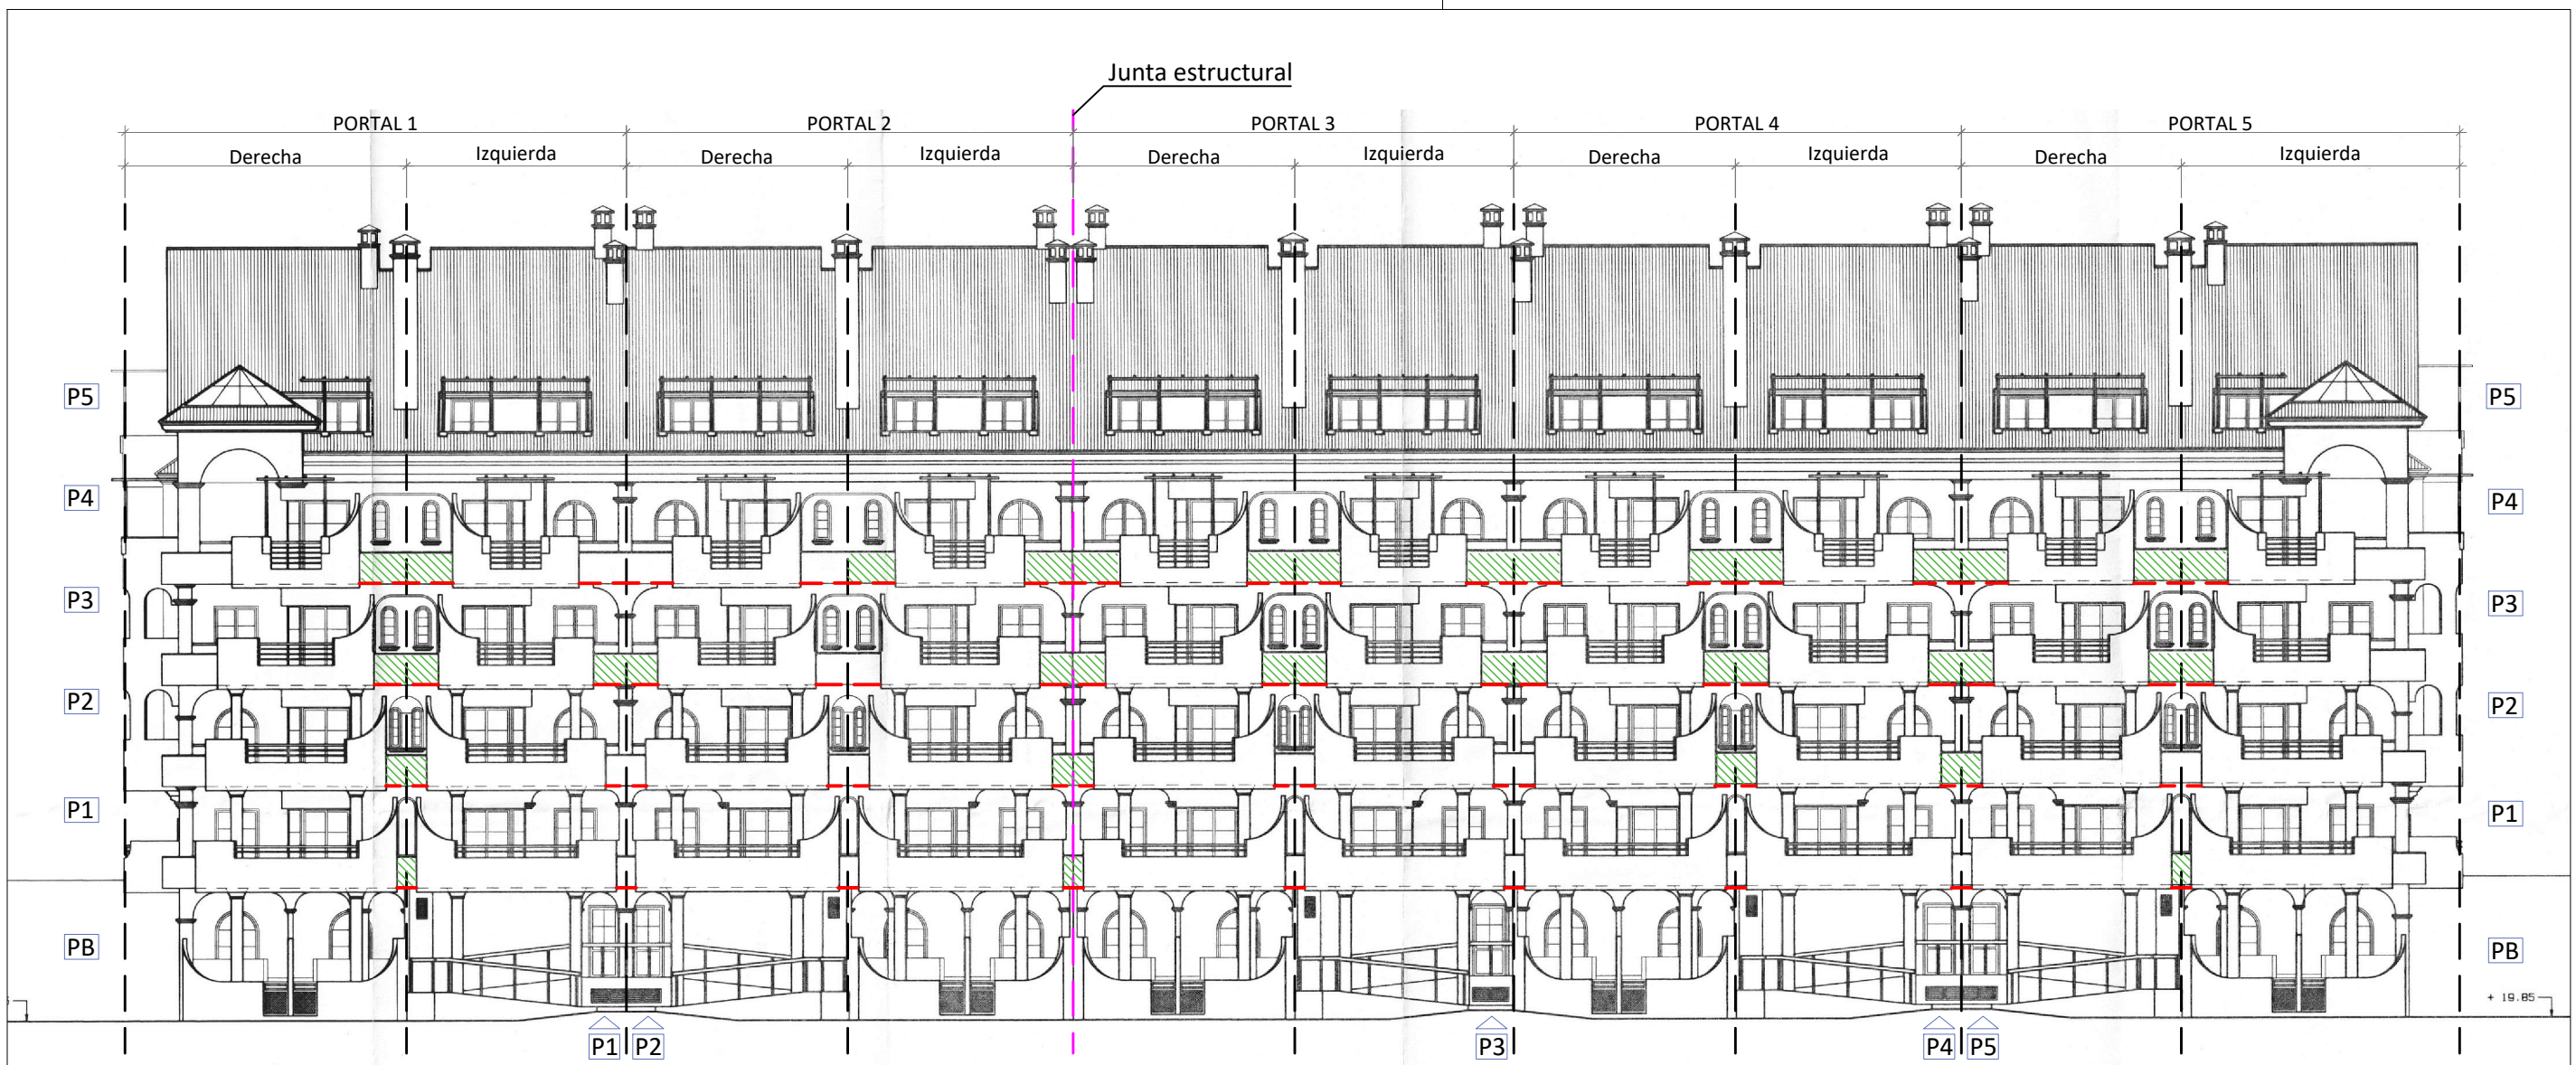 Junta estructural
PORTAL 1 PORTAL 2 PORTAL 3 PORTAL 4 PORTAL 5
Derecha Izquierda Derecha Izquierda Derecha Izquierda Derecha Izquierda Derecha Izquierda
P5 P5
P4 P4
P3 P3
P2 P2
P1 P1
PB PB
+ 19.85
P1 P2 P3 P4 P5